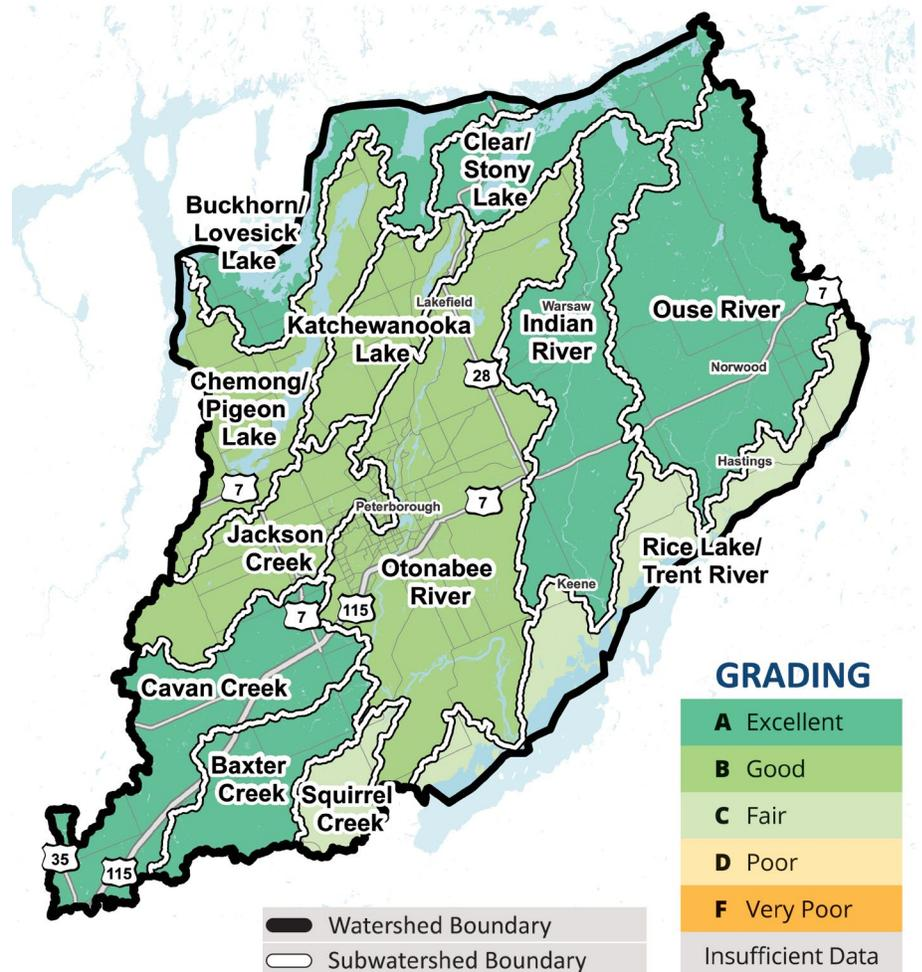 Clear/
Stony
Lake
Buckhorn/
Lovesick
Lake
7
Lakefield
Warsaw
Katchewanooka
Lake
Indian
River
Ouse River
28
Norwood
Chemong/
Pigeon
Lake
Hastings
7
7
Peterborough
Jackson
Creek
Rice Lake/
Trent River
Otonabee
River
Keene
7
115
Cavan Creek
Baxter
Creek
Squirrel
Creek
35
115
GRADING
A Excellent
B Good
C Fair
D Poor
F Very Poor
Insufficient Data
Watershed Boundary
Subwatershed Boundary